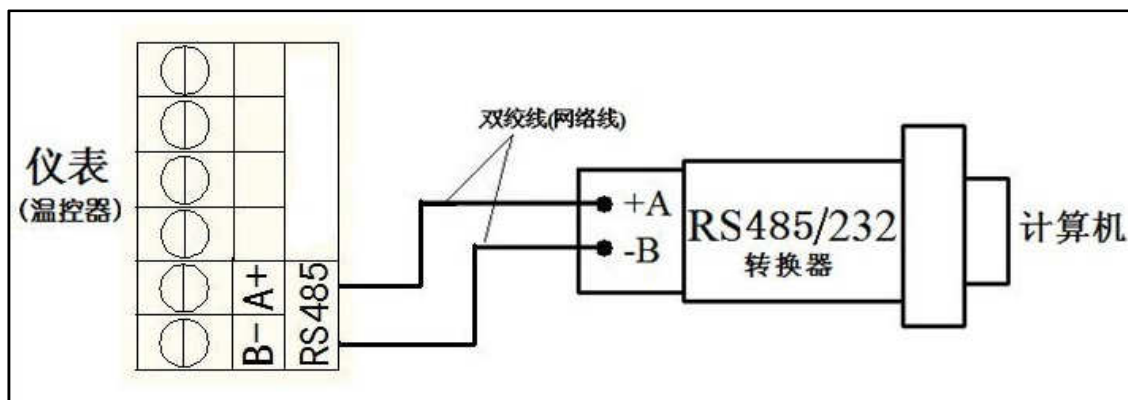 双绞线(网络线)
仪表
(温控器)
A+
B-
RS485
+A
-B
RS485/232
转换器
计算机